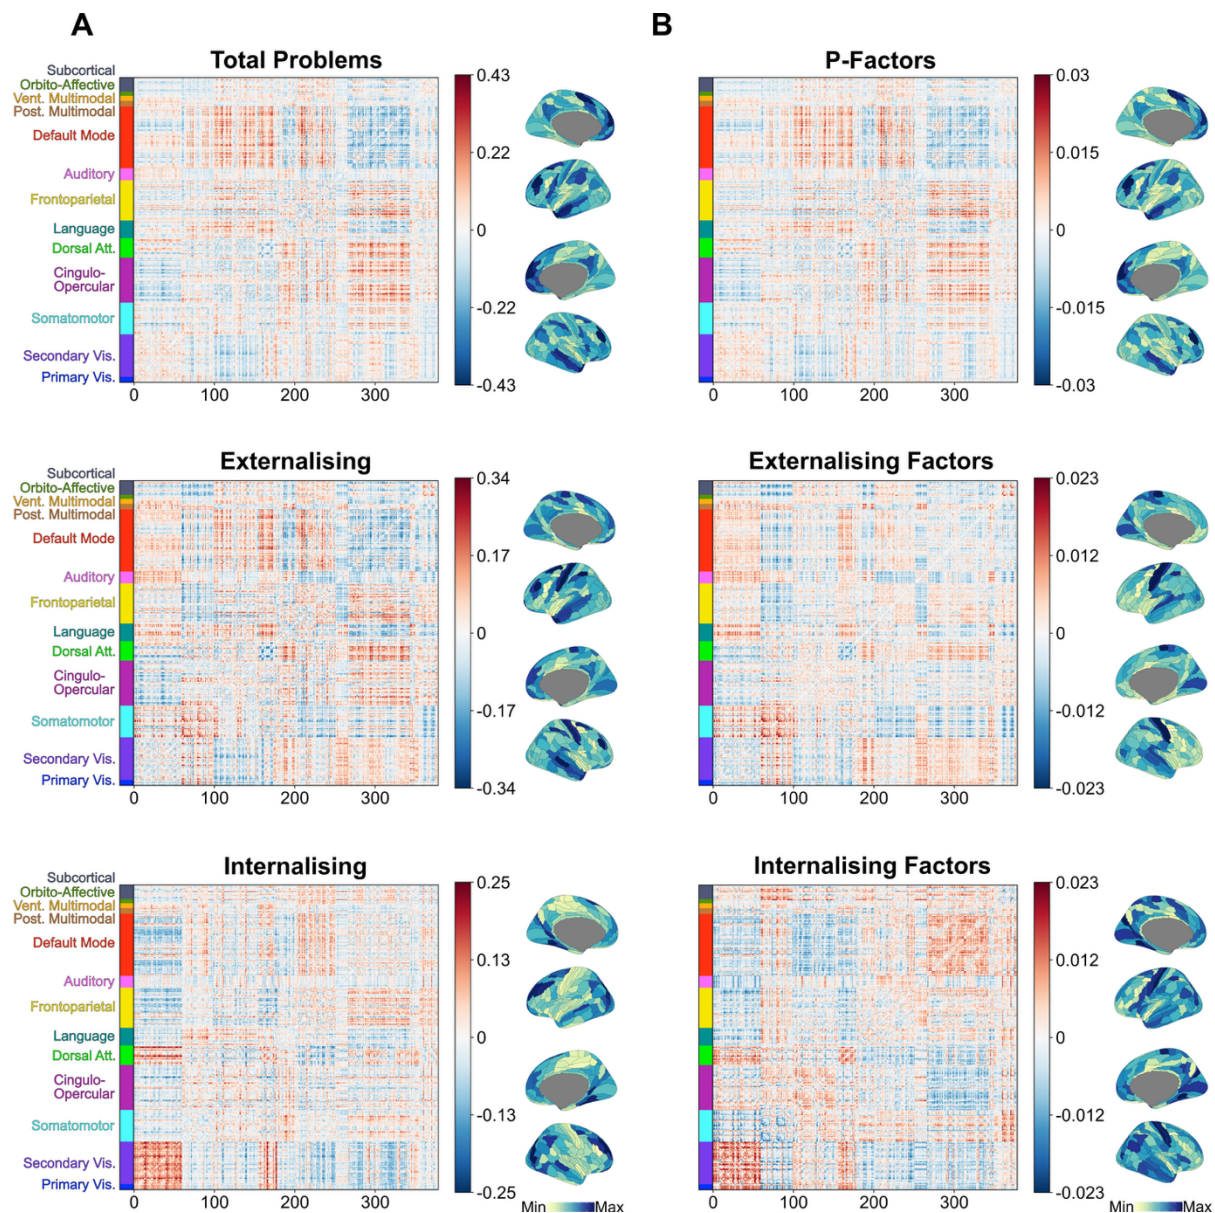 A
B
Total Problems
P-Factors
Subcortical
Orbito-Affective
Vent. Multimodal
Post. Multimodal
Default Mode
Auditory
Frontoparietal
Language
Dorsal Att.
Cingulo-
Opercular
Somatomotor
Secondary Vis.
Primary Vis.
0 100 200 300
0.43
0.22
0
-0.22
-0.43
0 100 200 300
0.03
0.015
0
-0.015
-0.03
Externalising
Externalising Factors
Subcortical
Orbito-Affective
Vent. Multimodal
Post. Multimodal
Default Mode
Auditory
Frontoparietal
Language
Dorsal Att.
Cingulo-
Opercular
Somatomotor
Secondary Vis.
Primary Vis.
0 100 200 300
0.34
0.17
0
-0.17
-0.34
0 100 200 300
0.023
0.012
0
-0.012
-0.023
Internalising
Internalising Factors
Subcortical
Orbito-Affective
Vent. Multimodal
Post. Multimodal
Default Mode
Auditory
Frontoparietal
Language
Dorsal Att.
Cingulo-
Opercular
Somatomotor
Secondary Vis.
Primary Vis.
0 100 200 300
0.25
0.13
0
-0.13
-0.25
Min Max
0 100 200 300
0.023
0.012
0
-0.012
-0.023
Min Max